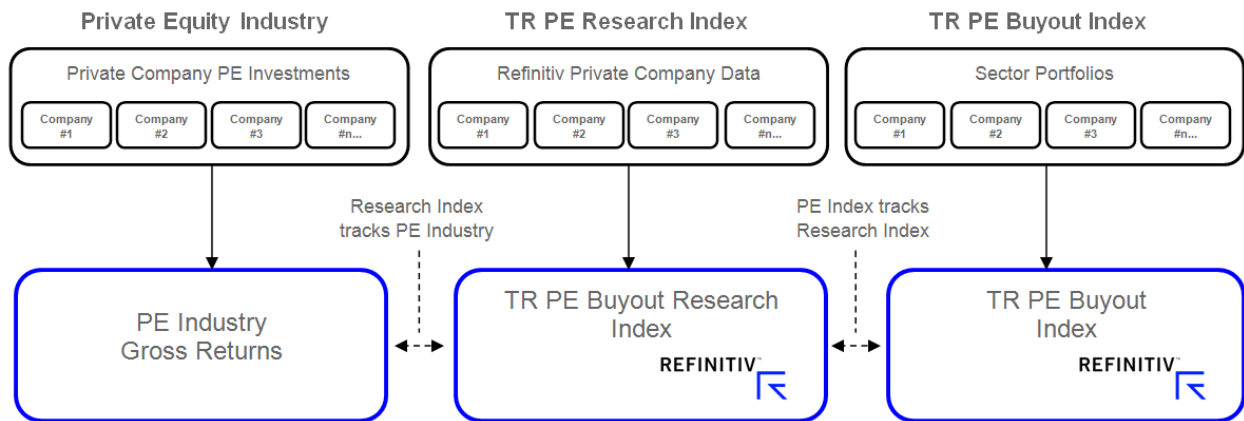 Private Equity Industry
TR PE Research Index
TR PE Buyout Index
Private Company PE Investments
Company
#1
Company
#2
Company
#3
Company
#n...
Refinitiv Private Company Data
Company
#1
Company
#2
Company
#3
Company
#n...
Sector Portfolios
Company
#1
Company
#2
Company
#3
Company
#n...
Research Index
tracks PE Industry
PE Index tracks
Research Index
PE Industry
Gross Returns
TR PE Buyout Research
Index
REFINITIV™
TR PE Buyout
Index
REFINITIV™